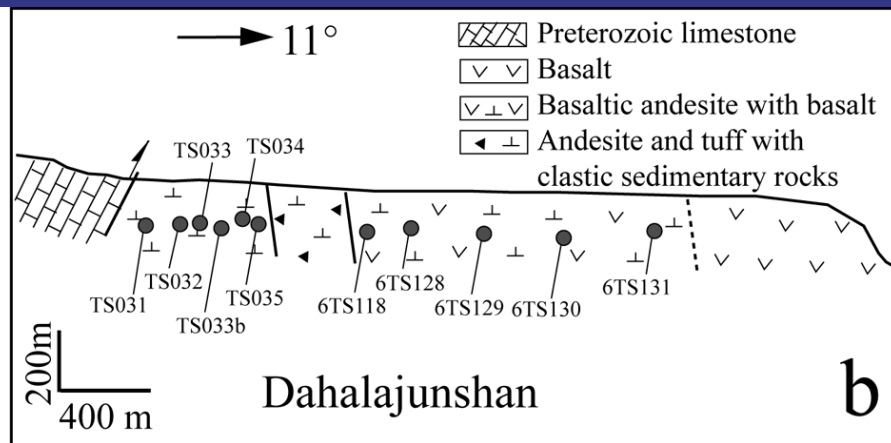 11°
Preterozoic limestone
Basalt
Basaltic andesite with basalt
Andesite and tuff with
clastic sedimentary rocks
TS033
TS034
TS031
TS032
TS033b
TS035
6TS118
6TS128
6TS129
6TS130
6TS131
200m
400 m
Dahalajunshan
b